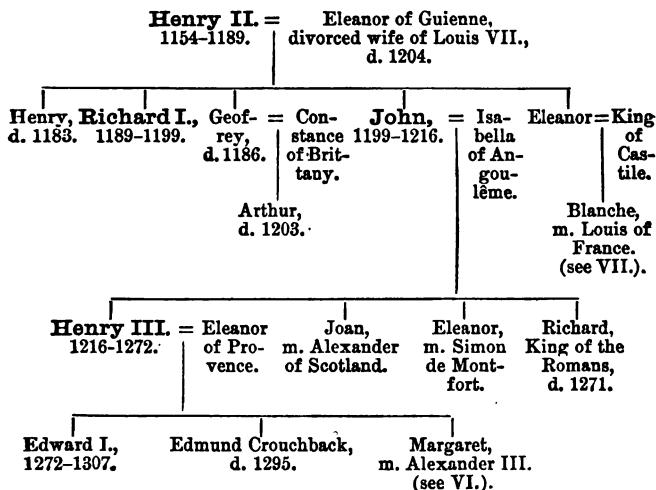 Henry II. = Eleanor of Guienne,
1154–1189. divorced wife of Louis VII.,
d. 1204.
Henry, Richard I., Geof- = Con- John, = Isa- Eleanor = King
d. 1183. 1189–1199. rey, stance 1199–1216. bella of
d. 1186. of Brit- of An- Cas-
tany. gou- tile.
lême.
Arthur, Blanche,
d. 1203. m. Louis of
France.
(see VII.).
Henry III. = Eleanor Joan, Eleanor, Richard,
1216–1272. of Pro- m. Alexander m. Simon King of the
vence. of Scotland. de Mont- Romans,
fort. d. 1271.
Edward I., Edmund Crouchback, Margaret,
1272–1307. d. 1295. m. Alexander III.
(see VI.).